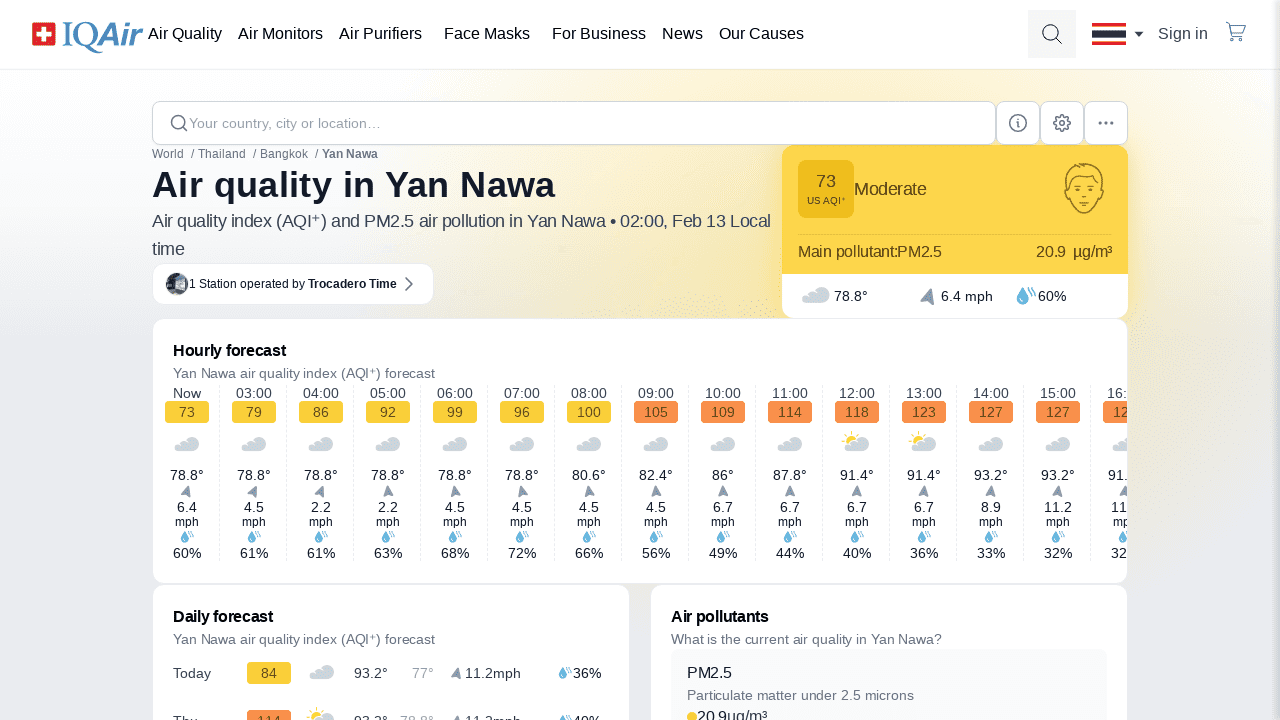 IQAir Air Quality Air Monitors Air Purifiers Face Masks For Business News Our Causes Sign in
Your country, city or location…
World / Thailand / Bangkok / Yan Nawa
Air quality in Yan Nawa
Air quality index (AQI⁺) and PM2.5 air pollution in Yan Nawa • 02:00, Feb 13 Local
time
1 Station operated by Trocadero Time
73
US AQI⁺
Moderate
Main pollutant:PM2.5 20.9 µg/m³
78.8° 6.4 mph 60%
Hourly forecast
Yan Nawa air quality index (AQI⁺) forecast
Now 03:00 04:00 05:00 06:00 07:00 08:00 09:00 10:00 11:00 12:00 13:00 14:00 15:00
73 79 86 92 99 96 100 105 109 114 118 123 127 127
78.8° 78.8° 78.8° 78.8° 78.8° 78.8° 80.6° 82.4° 86° 87.8° 91.4° 91.4° 93.2° 93.2°
6.4 4.5 2.2 2.2 4.5 4.5 4.5 4.5 6.7 6.7 6.7 6.7 8.9 11.2
mph mph mph mph mph mph mph mph mph mph mph mph mph mph
60% 61% 61% 63% 68% 72% 66% 56% 49% 44% 40% 36% 33% 32%
Daily forecast
Yan Nawa air quality index (AQI⁺) forecast
Today 84 93.2° 77° 11.2mph 36%
Thu 114 93.2° 78.8° 11.2mph 40%
Air pollutants
What is the current air quality in Yan Nawa?
PM2.5
Particulate matter under 2.5 microns
20.9µg/m³